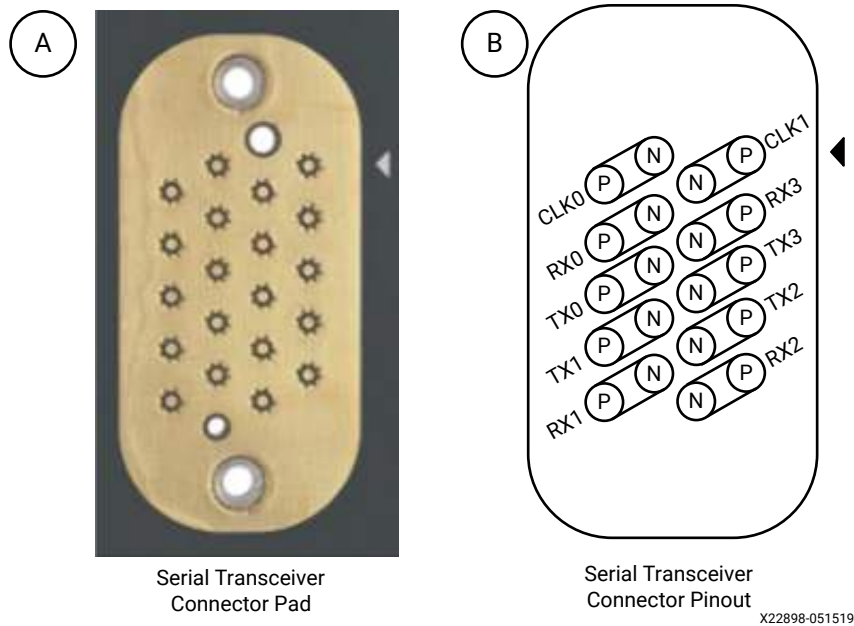 A
B
CLK1
N
P
P
N
CLK0
RX3
N
P
P
N
RX0
TX3
N
P
P
N
TX0
TX2
N
P
P
N
TX1
RX2
N
P
P
N
RX1
Serial Transceiver
Connector Pad
Serial Transceiver
Connector Pinout
X22898-051519